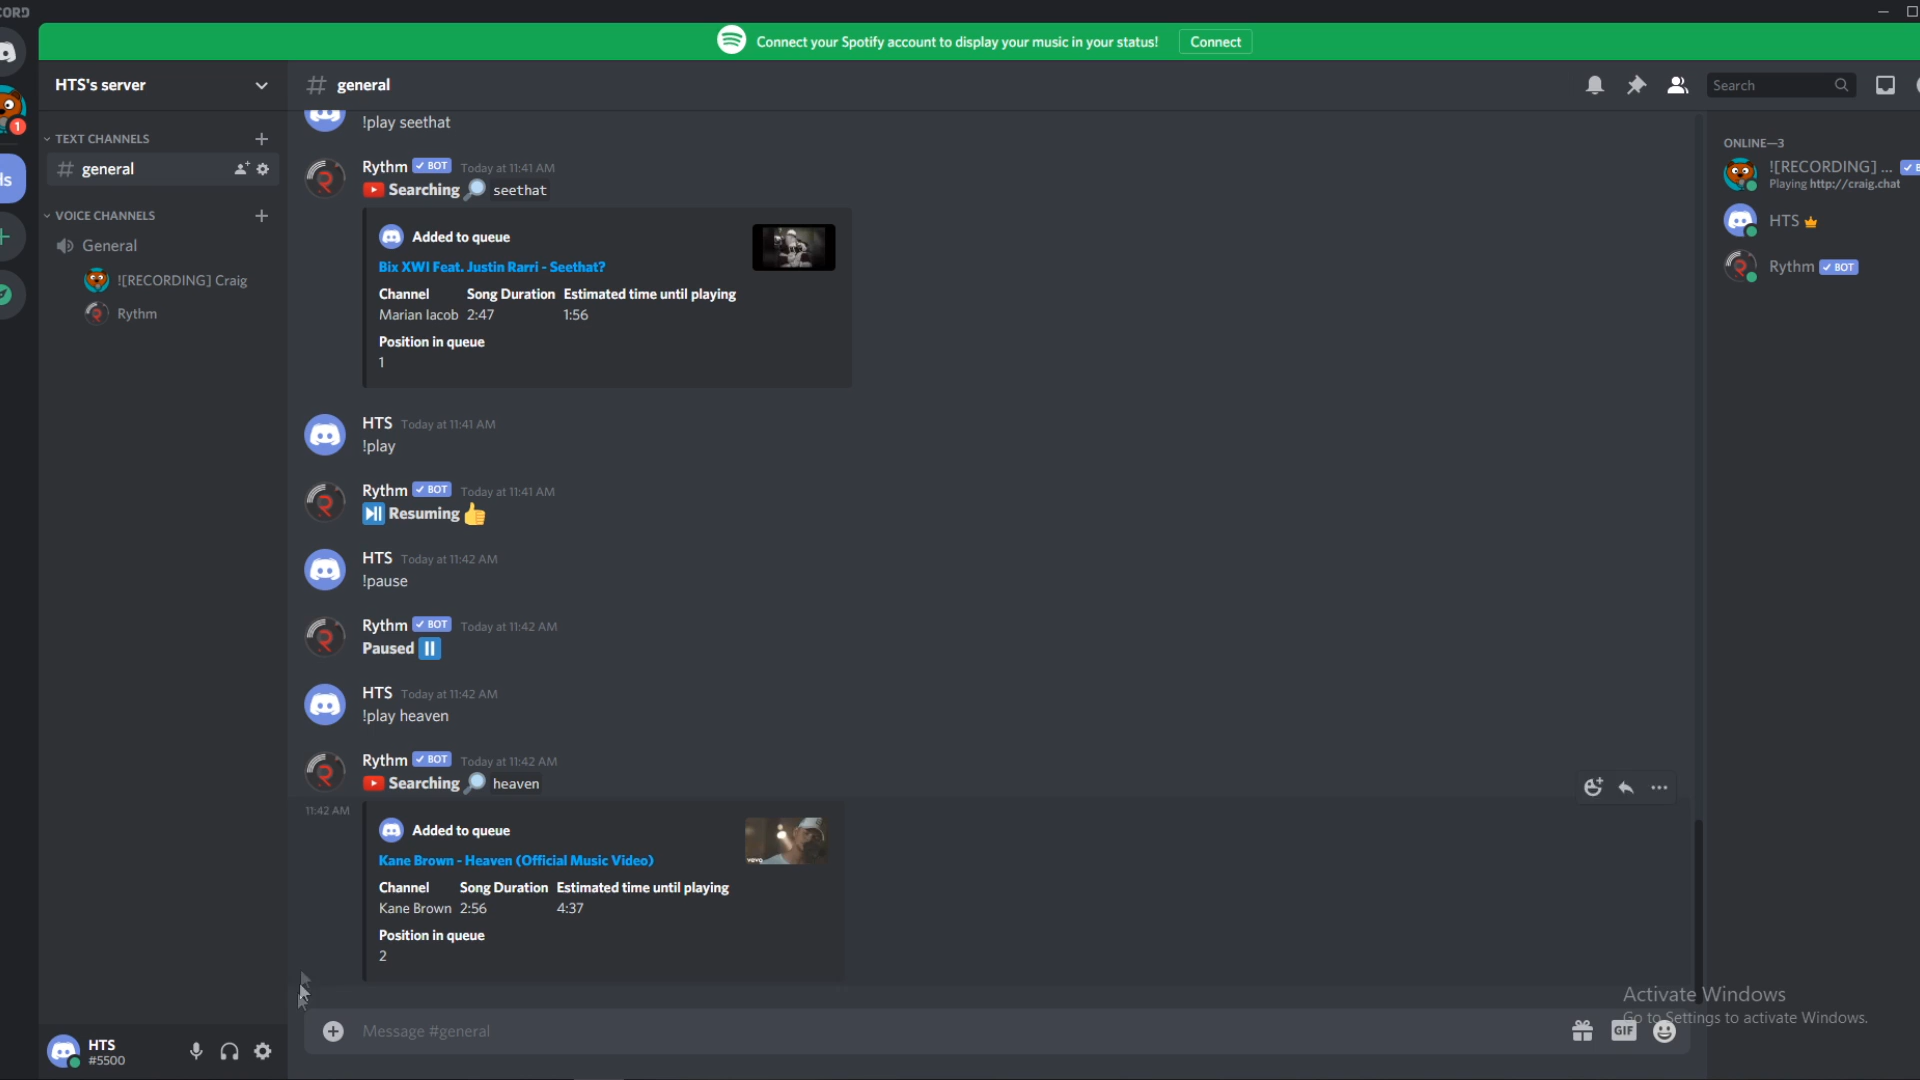 CORD
Connect your Spotify account to display your music in your status! Connect
HTS's server
# general
Search
TEXT CHANNELS
# general
VOICE CHANNELS
General
![RECORDING] Craig
Rythm
!play seethat
Rythm BOT Today at 11:41 AM
Searching seethat
Added to queue
Bix XWI Feat. Justin Rarri - Seethat?
Channel Song Duration Estimated time until playing
Marian Iacob 2:47 1:56
Position in queue
1
HTS Today at 11:41 AM
!play
Rythm BOT Today at 11:41 AM
Resuming
HTS Today at 11:42 AM
!pause
Rythm BOT Today at 11:42 AM
Paused
HTS Today at 11:42 AM
!play heaven
Rythm BOT Today at 11:42 AM
Searching heaven
11:42 AM
Added to queue
Kane Brown - Heaven (Official Music Video)
vevo
Channel Song Duration Estimated time until playing
Kane Brown 2:56 4:37
Position in queue
2
Message #general
GIF
ONLINE—3
![RECORDING] ...
Playing http://craig.chat
HTS
Rythm BOT
Activate Windows
Go to Settings to activate Windows.
HTS
#5500
ls
1